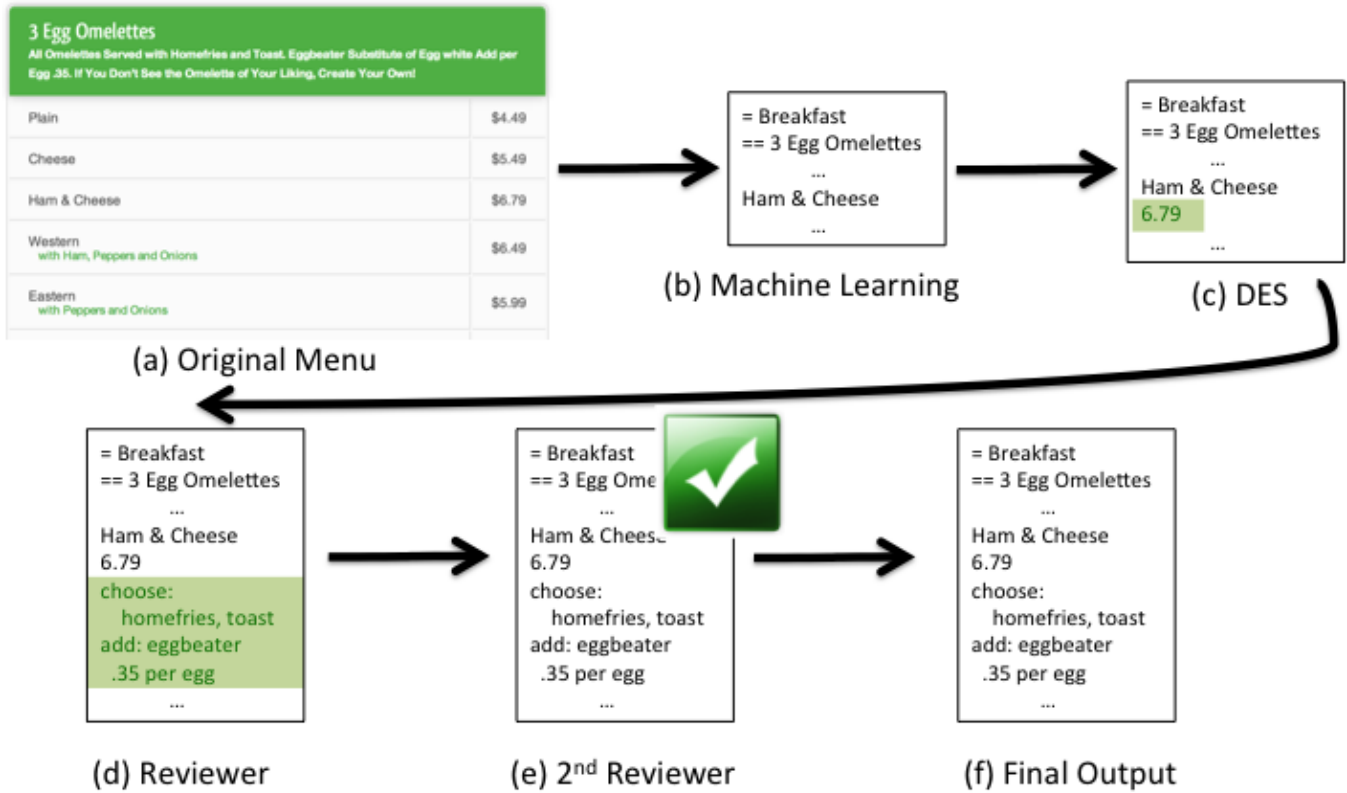 3 Egg Omelettes
All Omelettes Served with Homefries and Toast. Eggbeater Substitute of Egg white Add per
Egg .35. If You Don't See the Omelette of Your Liking, Create Your Own!
Plain $4.49
Cheese $5.49
Ham & Cheese $6.79
Western $6.49
with Ham, Peppers and Onions
Eastern $5.99
with Peppers and Onions
(a) Original Menu
= Breakfast
== 3 Egg Omelettes
...
Ham & Cheese
...
(b) Machine Learning
= Breakfast
== 3 Egg Omelettes
...
Ham & Cheese
6.79
...
(c) DES
= Breakfast
== 3 Egg Omelettes
...
Ham & Cheese
6.79
choose:
homefries, toast
add: eggbeater
.35 per egg
...
(d) Reviewer
= Breakfast
== 3 Egg Ome
...
Ham & Cheese
6.79
choose:
homefries, toast
add: eggbeater
.35 per egg
...
(e) 2nd Reviewer
= Breakfast
== 3 Egg Omelettes
...
Ham & Cheese
6.79
choose:
homefries, toast
add: eggbeater
.35 per egg
...
(f) Final Output